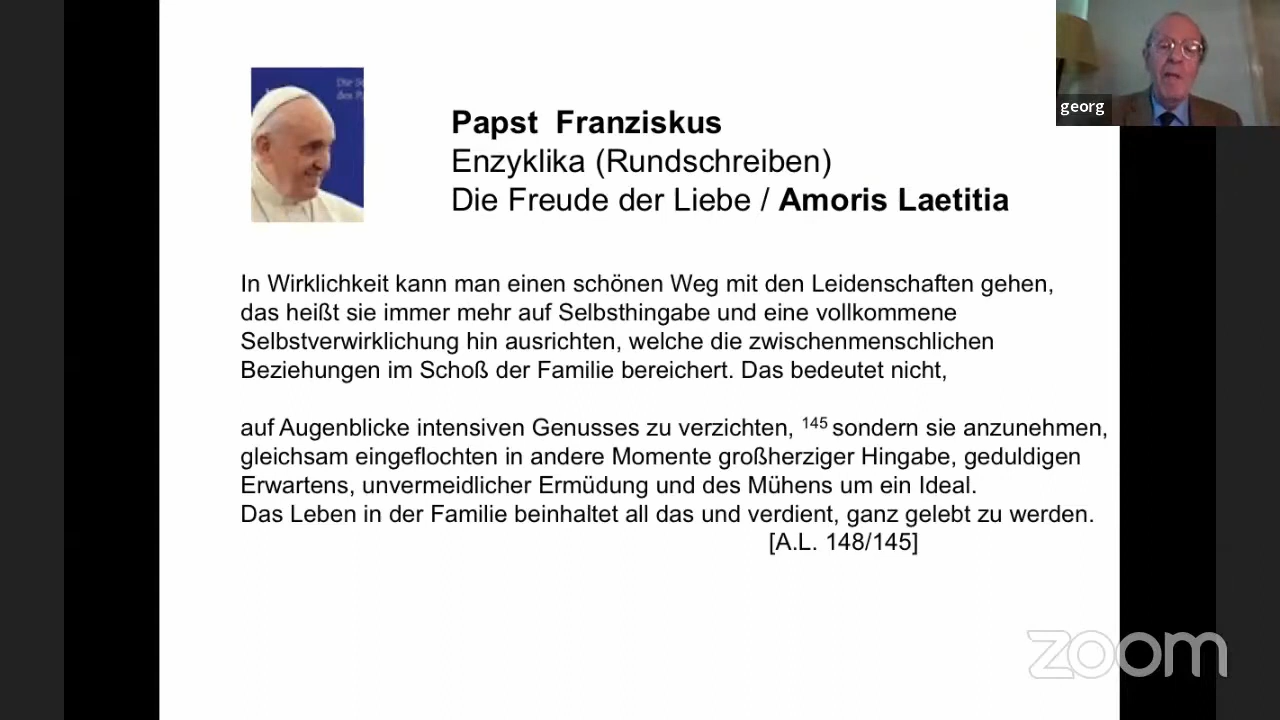 Die
des P
georg
Papst Franziskus
Enzyklika (Rundschreiben)
Die Freude der Liebe / Amoris Laetitia
In Wirklichkeit kann man einen schönen Weg mit den Leidenschaften gehen,
das heißt sie immer mehr auf Selbsthingabe und eine vollkommene
Selbstverwirklichung hin ausrichten, welche die zwischenmenschlichen
Beziehungen im Schoß der Familie bereichert. Das bedeutet nicht,
auf Augenblicke intensiven Genusses zu verzichten, 145 sondern sie anzunehmen,
gleichsam eingeflochten in andere Momente großherziger Hingabe, geduldigen
Erwartens, unvermeidlicher Ermüdung und des Mühens um ein Ideal.
Das Leben in der Familie beinhaltet all das und verdient, ganz gelebt zu werden.
[A.L. 148/145]
zoom